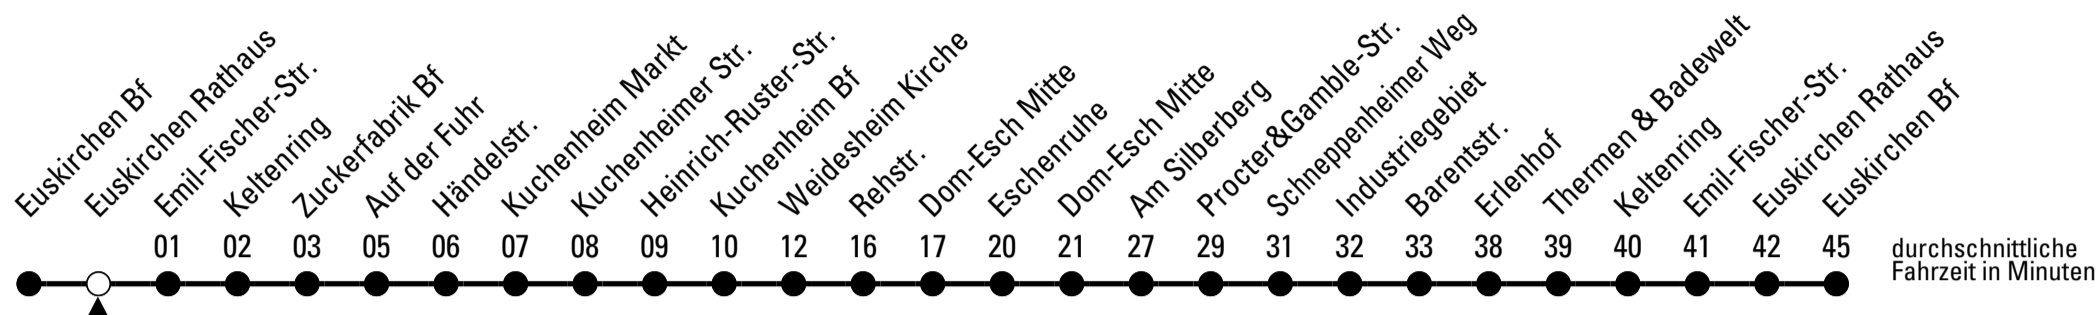 Euskirchen Bf
Euskirchen Rathaus
Emil-Fischer-Str.
Keltenring
Zuckerfabrik Bf
Auf der Fuhr
Händelstr.
Kuchenheim Markt
Kuchenheimer Str.
Heinrich-Ruster-Str.
Kuchenheim Bf
Weidesheim Kirche
Rehstr.
Dom-Esch Mitte
Eschenruhe
Dom-Esch Mitte
Am Silberberg
Procter&Gamble-Str.
Schneppenheimer Weg
Industriegebiet
Barentstr.
Erlenhof
Thermen & Badewelt
Keltenring
Emil-Fischer-Str.
Euskirchen Rathaus
Euskirchen Bf
01 02 03 05 06 07 08 09 10 12 16 17 20 21 27 29 31 32 33 38 39 40 41 42 45
durchschnittliche
Fahrzeit in Minuten